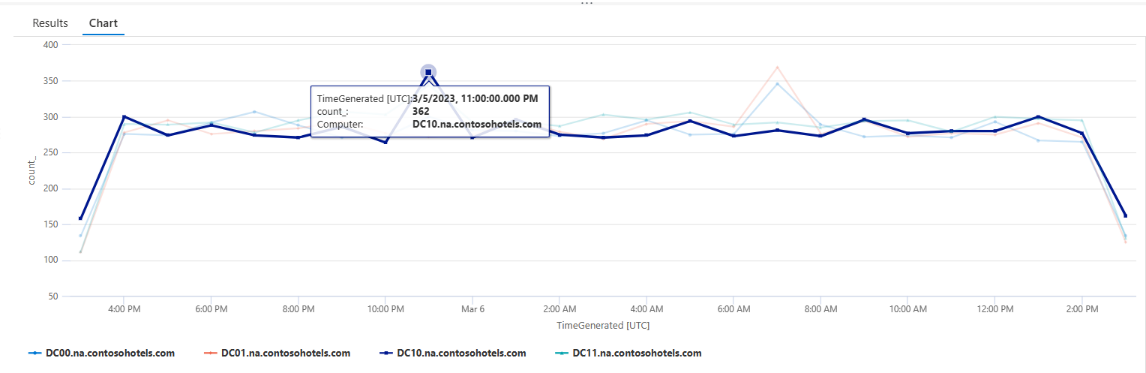 ...
Results Chart
400
350
300
250
200
150
100
50
count_
TimeGenerated [UTC]: 3/5/2023, 11:00:00.000 PM
count_: 362
Computer: DC10.na.contosohotels.com
4:00 PM 6:00 PM 8:00 PM 10:00 PM Mar 6 2:00 AM 4:00 AM 6:00 AM 8:00 AM 10:00 AM 12:00 PM 2:00 PM
TimeGenerated [UTC]
DC00.na.contosohotels.com DC01.na.contosohotels.com DC10.na.contosohotels.com DC11.na.contosohotels.com